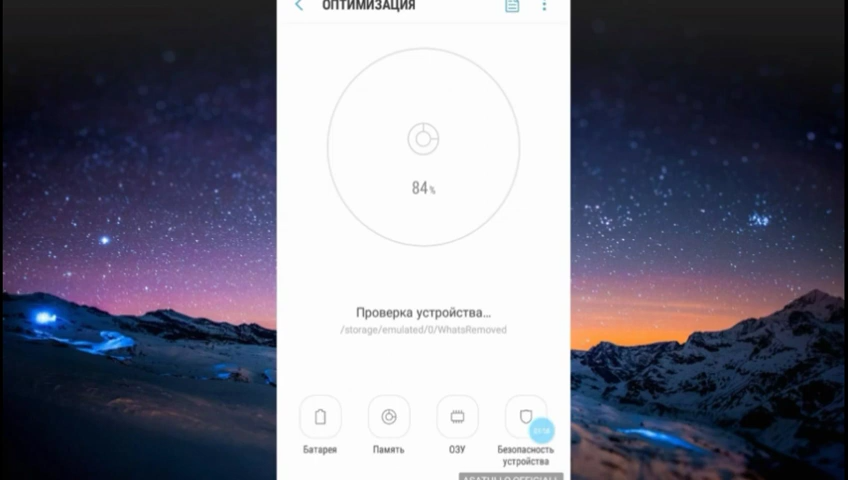 ОПТИМИЗАЦИЯ
84%
Проверка устройства...
/storage/emulated/0/WhatsRemoved
Батарея
Память
ОЗУ
Безопасность
устройства